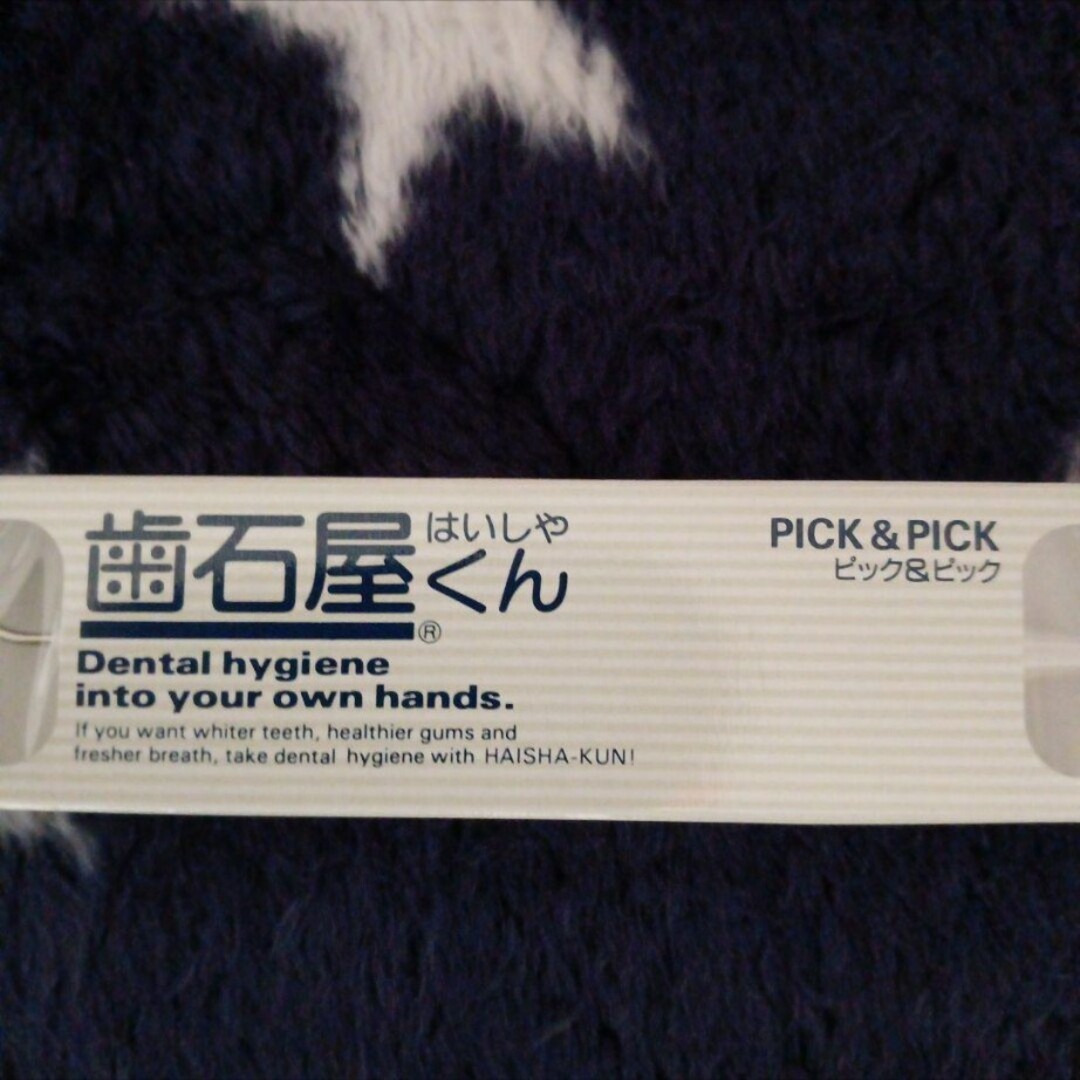 歯石屋くん
はいしや
®
Dental hygiene
into your own hands.
If you want whiter teeth, healthier gums and
fresher breath, take dental hygiene with HAISHA-KUN!
PICK & PICK
ピック&ピック